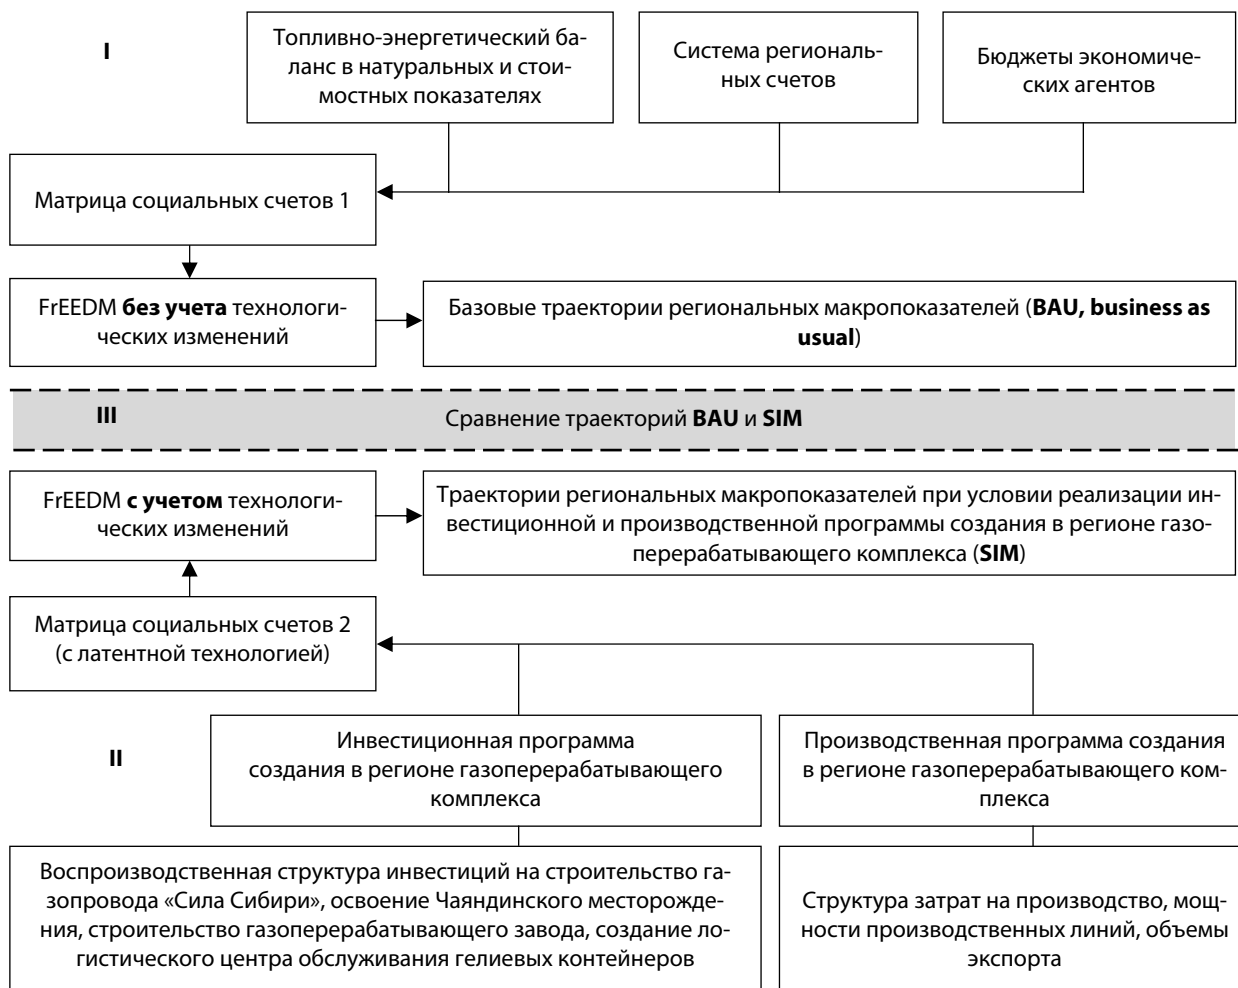 I
Топливно-энергетический ба-
ланс в натуральных и стои-
мостных показателях
Система региональ-
ных счетов
Бюджеты экономиче-
ских агентов
Матрица социальных счетов 1
FrEEDM без учета технологи-
ческих изменений
Базовые траектории региональных макропоказателей (BAU, business as
usual)
III
Сравнение траекторий BAU и SIM
FrEEDM с учетом технологи-
ческих изменений
Траектории региональных макропоказателей при условии реализации ин-
вестиционной и производственной программы создания в регионе газо-
перерабатывающего комплекса (SIM)
Матрица социальных счетов 2
(с латентной технологией)
II
Инвестиционная программа
создания в регионе газоперерабатывающего
комплекса
Производственная программа создания
в регионе газоперерабатывающего ком-
плекса
Воспроизводственная структура инвестиций на строительство га-
зопровода «Сила Сибири», освоение Чаяндинского месторожде-
ния, строительство газоперерабатывающего завода, создание ло-
гистического центра обслуживания гелиевых контейнеров
Структура затрат на производство, мощ-
ности производственных линий, объемы
экспорта